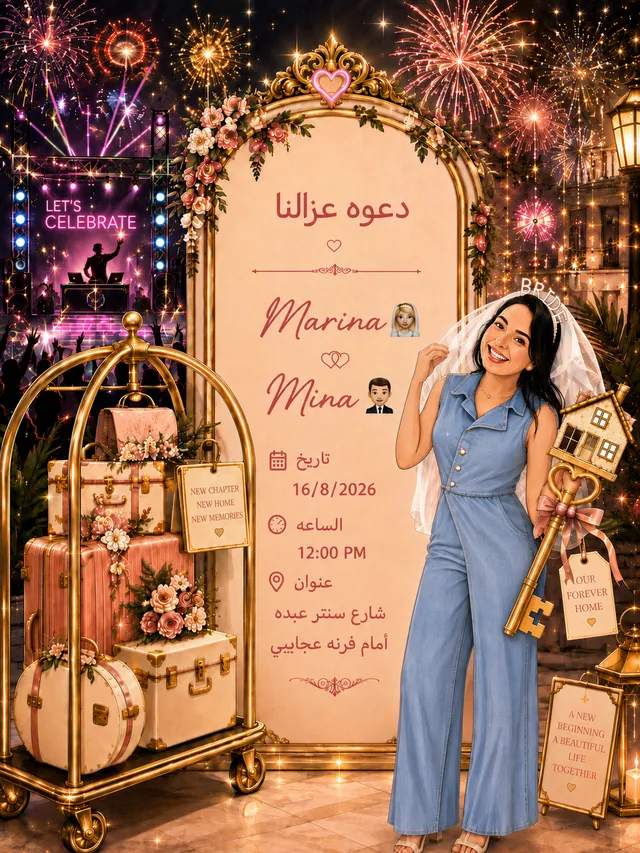 LET'S
CELEBRATE
دعوه عزالنا
Marina
Mina
تاريخ
16/8/2026
الساعه
12:00 PM
عنوان
شارع سنتر عبده
أمام فرنه عجايبي
BRIDE
NEW CHAPTER
NEW HOME
NEW MEMORIES
OUR
FOREVER
HOME
A NEW
BEGINNING
A BEAUTIFUL
LIFE
TOGETHER